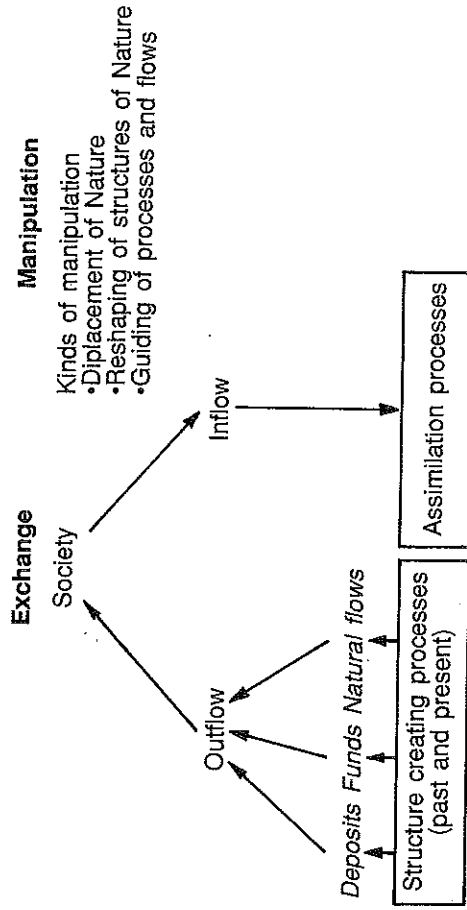 Exchange
Society
Manipulation
Kinds of manipulation
•Diplacement of Nature
•Reshaping of structures of Nature
•Guiding of processes and flows
Outflow
Inflow
Deposits Funds Natural flows
Structure creating processes
(past and present)
Assimilation processes